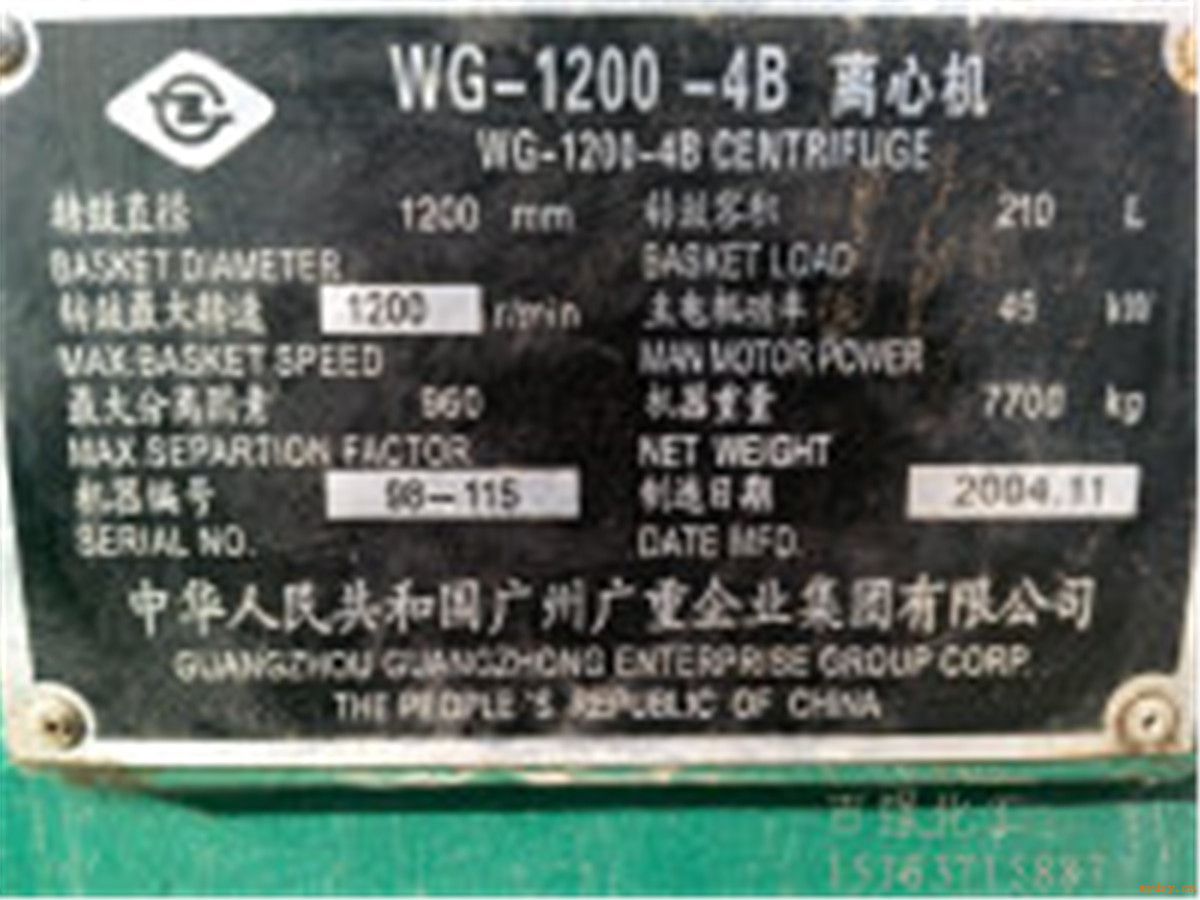 WG-1200-4B 离心机
WG-1200-4B CENTRIFUGE
转鼓直径 1200 mm 转鼓容积 210 L
BASKET DIAMETER BASKET LOAD
转鼓最大转速 1200 r/min 主电机功率 45 kW
MAX.BASKET SPEED MAN MOTOR POWER
最大分离因素 960 机器重量 7700 kg
MAX.SEPARTION FACTOR NET WEIGHT
机器编号 98-115 制造日期 2004.11
SERIAL NO. DATE MFD.
中华人民共和国广州广重企业集团有限公司
GUANGZHOU GUANGZHONG ENTERPRISE GROUP CORP.
THE PEOPLE'S REPUBLIC OF CHINA
15763715887